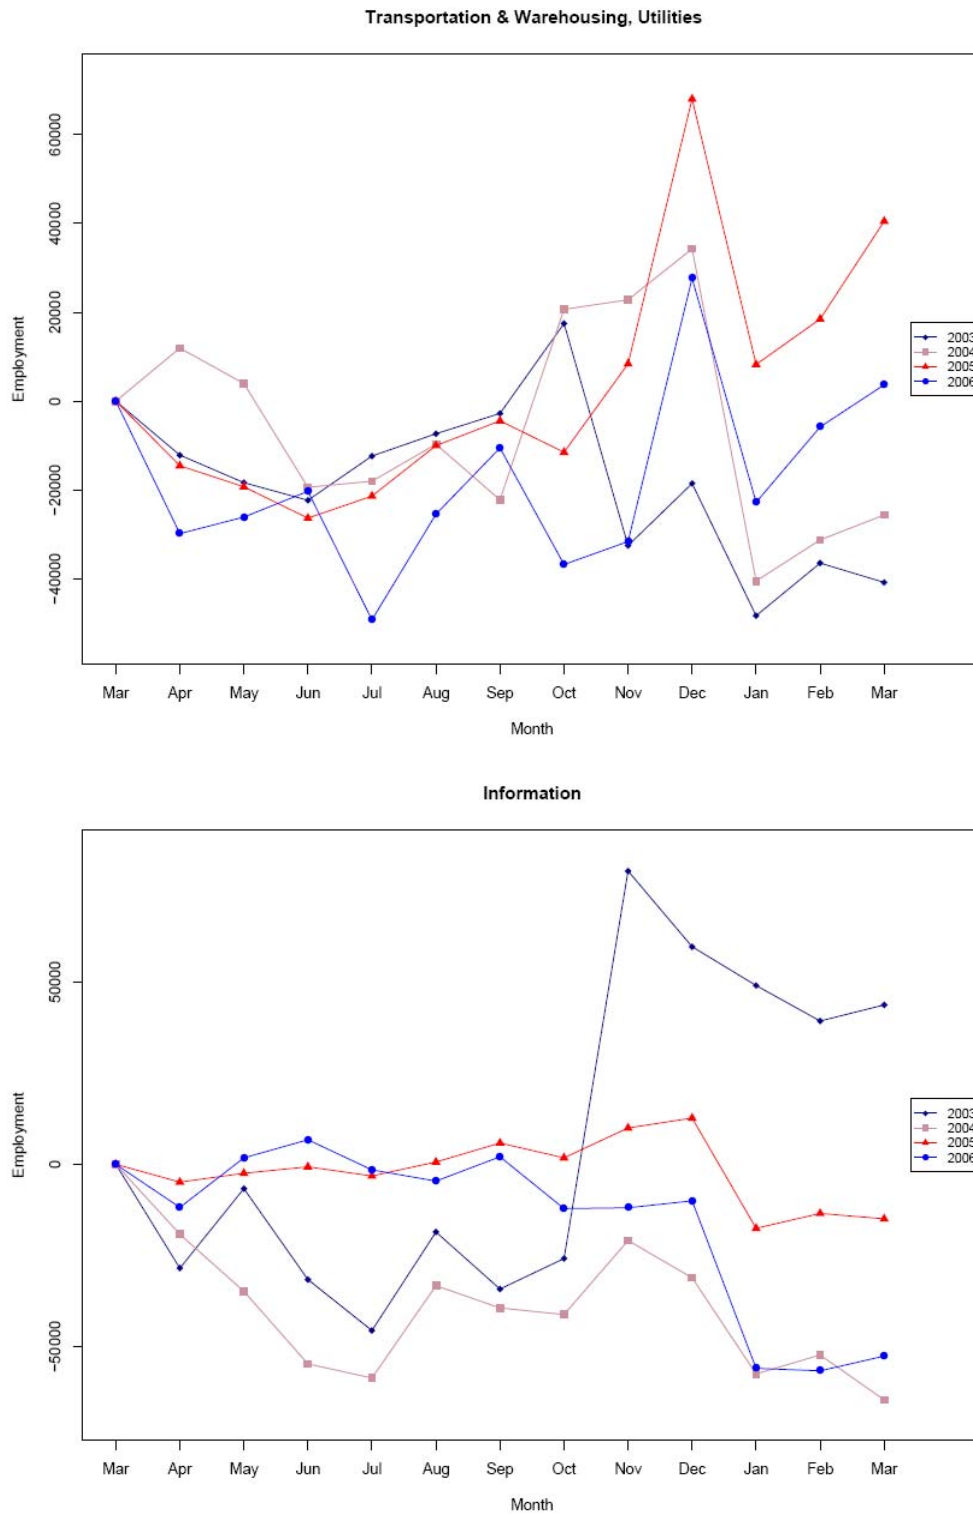 Transportation & Warehousing, Utilities
60000
40000
20000
0
−20000
−40000
Employment
2003
2004
2005
2006
Mar Apr May Jun Jul Aug Sep Oct Nov Dec Jan Feb Mar
Month
Information
50000
0
−50000
Employment
2003
2004
2005
2006
Mar Apr May Jun Jul Aug Sep Oct Nov Dec Jan Feb Mar
Month